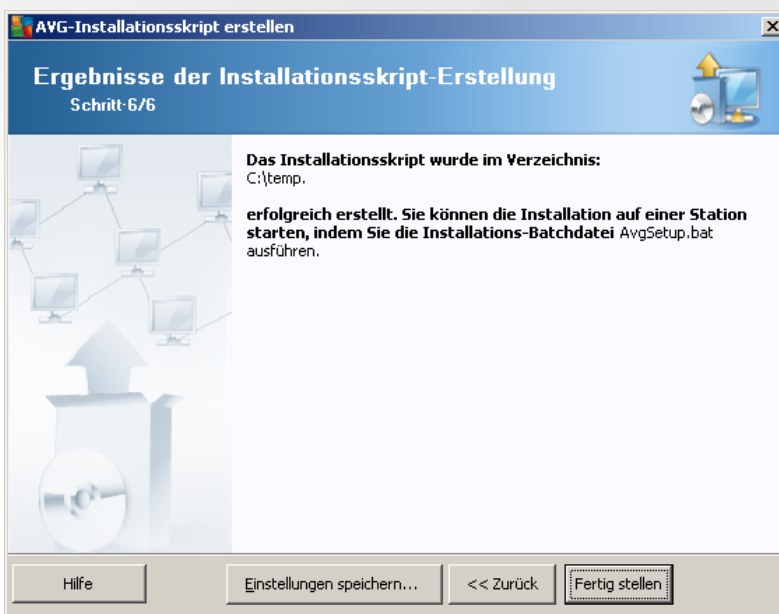 AVG-Installationsskript erstellen
Ergebnisse der Installationsskript-Erstellung
Schritt-6/6
Das Installationsskript wurde im Verzeichnis:
C:\temp.
erfolgreich erstellt. Sie können die Installation auf einer Station
starten, indem Sie die Installations-Batchdatei AvgSetup.bat
ausführen.
Hilfe
Einstellungen speichern...
<< Zurück
Fertig stellen